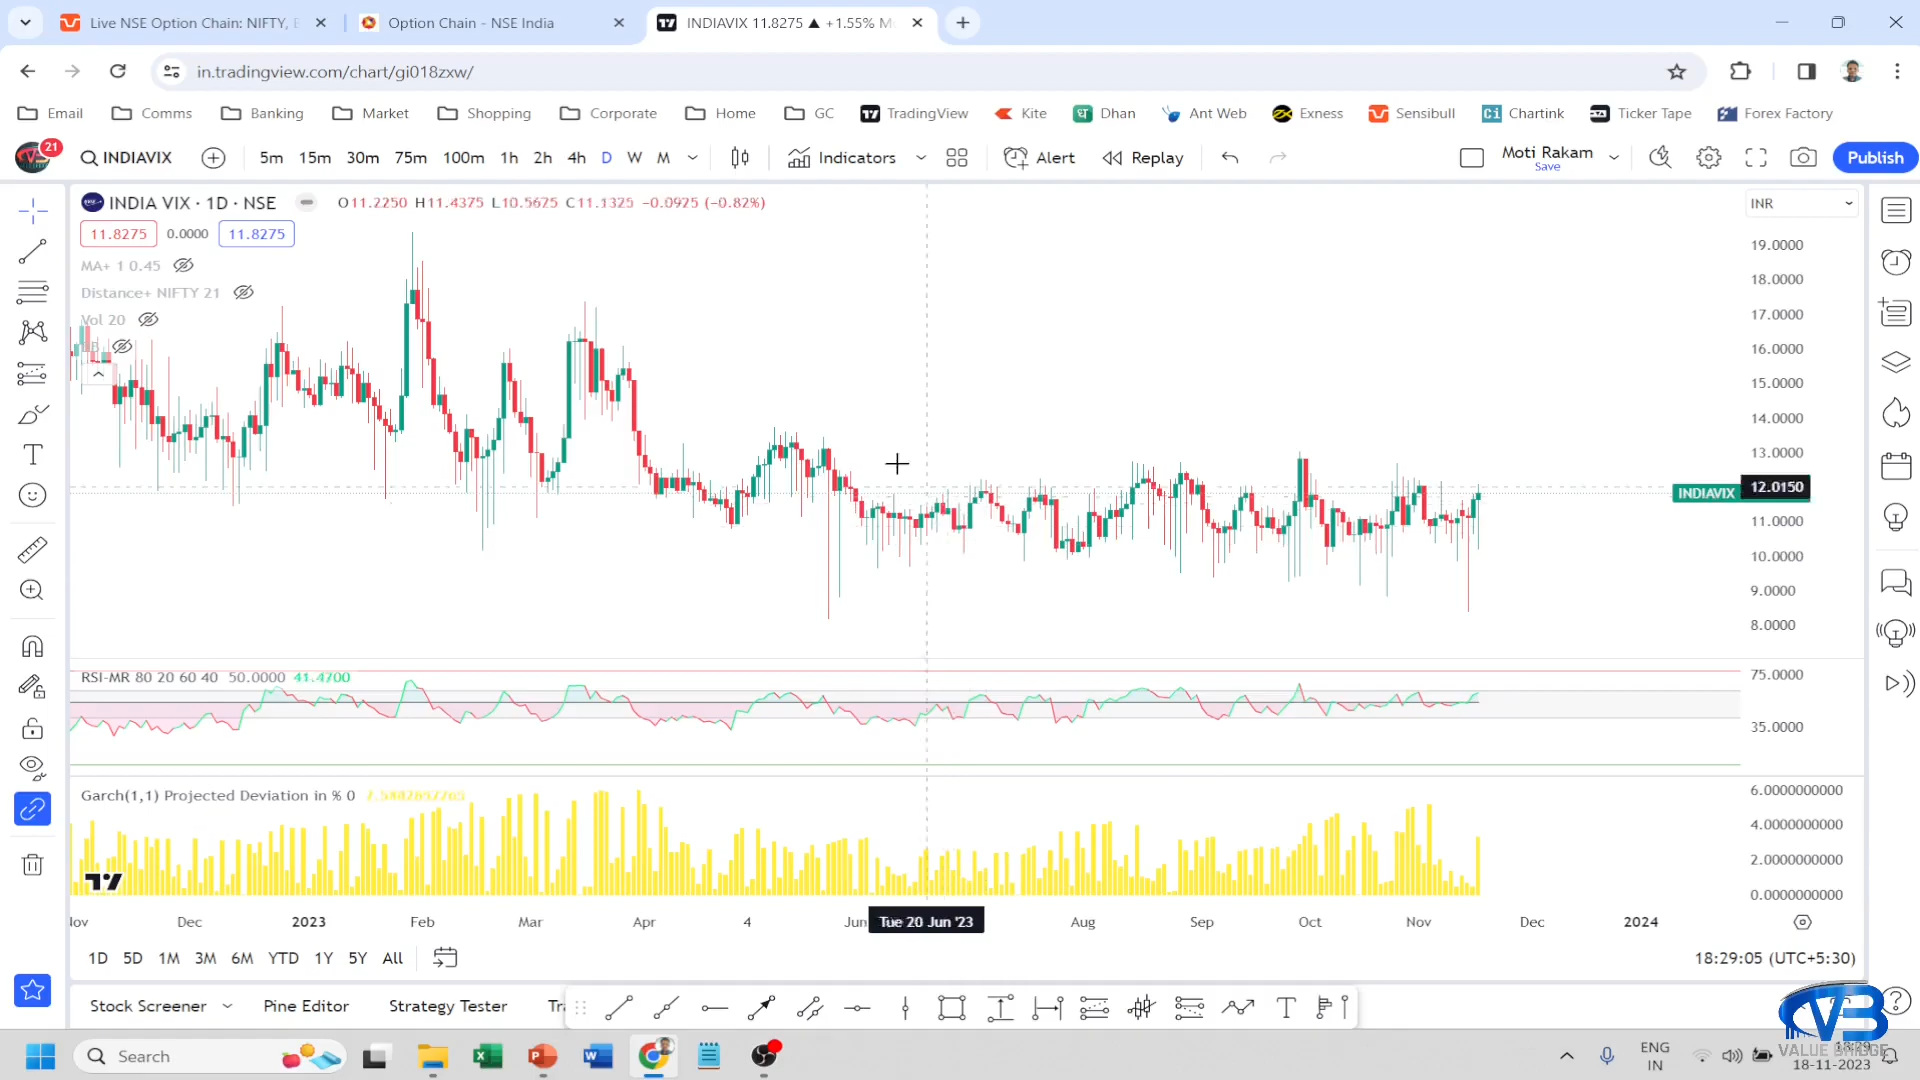 Live NSE Option Chain: NIFTY, B
Option Chain - NSE India
INDIAVIX 11.8275 ▲ +1.55% M
in.tradingview.com/chart/gi018zxw/
Email Comms Banking Market Shopping Corporate Home GC TradingView Kite Dhan Ant Web Exness Sensibull Chartink Ticker Tape Forex Factory
21 INDIAVIX 5m 15m 30m 75m 100m 1h 2h 4h D W M Indicators Alert Replay Moti Rakam Save Publish
INDIA VIX · 1D · NSE O11.2250 H11.4375 L10.5675 C11.1325 −0.0925 (−0.82%) INR
11.8275 0.0000 11.8275
MA+ 1 0.45
Distance+ NIFTY 21
Vol 20
19.0000
18.0000
17.0000
16.0000
15.0000
14.0000
13.0000
INDIAVIX 12.0150
11.0000
10.0000
9.0000
8.0000
RSI-MR 80 20 60 40 50.0000 41.4700
75.0000
35.0000
Garch(1,1) Projected Deviation in % 0
6.0000000000
4.0000000000
2.0000000000
0.0000000000
Nov Dec 2023 Feb Mar Apr 4 Jun Tue 20 Jun '23 Aug Sep Oct Nov Dec 2024
1D 5D 1M 3M 6M YTD 1Y 5Y All 18:29:05 (UTC+5:30)
Stock Screener Pine Editor Strategy Tester
VB
VALUE BRIDGE
Search ENG IN 18:29 18-11-2023